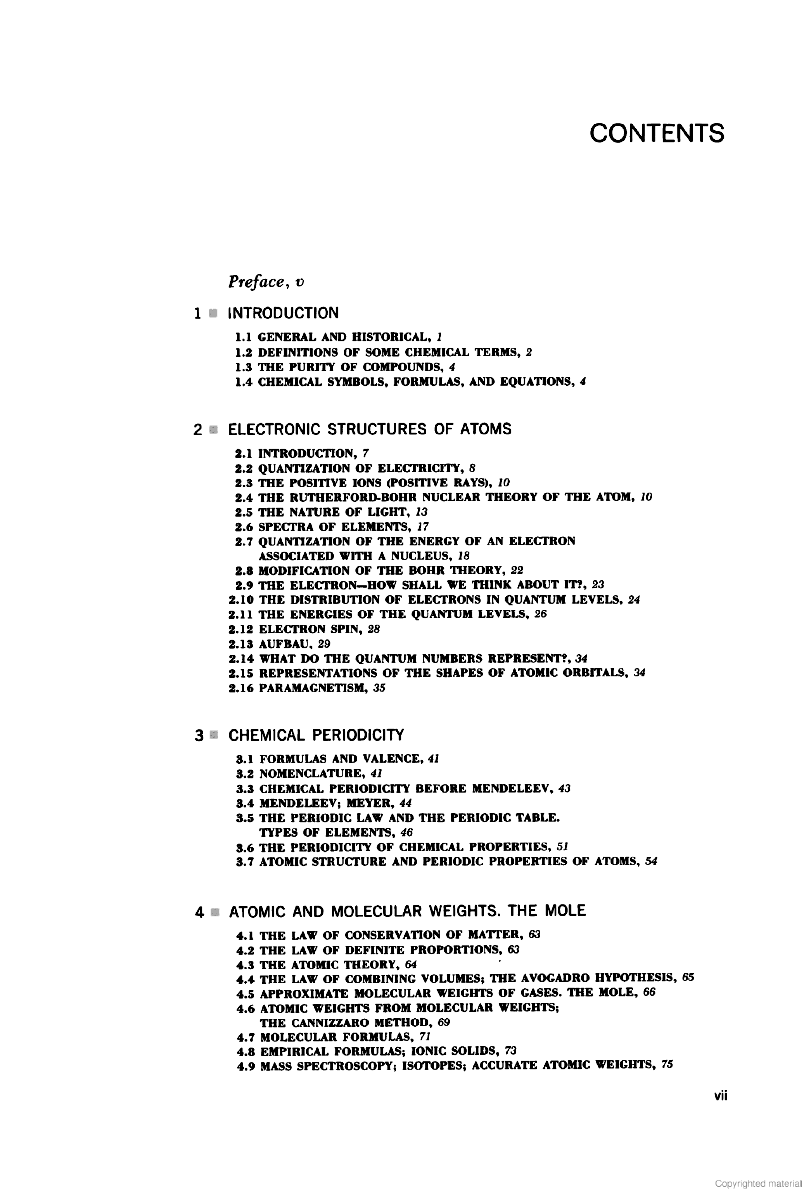 CONTENTS
Preface, v
1 INTRODUCTION
1.1 GENERAL AND HISTORICAL, 1
1.2 DEFINITIONS OF SOME CHEMICAL TERMS, 2
1.3 THE PURITY OF COMPOUNDS, 4
1.4 CHEMICAL SYMBOLS, FORMULAS, AND EQUATIONS, 4
2 ELECTRONIC STRUCTURES OF ATOMS
2.1 INTRODUCTION, 7
2.2 QUANTIZATION OF ELECTRICITY, 8
2.3 THE POSITIVE IONS (POSITIVE RAYS), 10
2.4 THE RUTHERFORD-BOHR NUCLEAR THEORY OF THE ATOM, 10
2.5 THE NATURE OF LIGHT, 13
2.6 SPECTRA OF ELEMENTS, 17
2.7 QUANTIZATION OF THE ENERGY OF AN ELECTRON
ASSOCIATED WITH A NUCLEUS, 18
2.8 MODIFICATION OF THE BOHR THEORY, 22
2.9 THE ELECTRON—HOW SHALL WE THINK ABOUT IT?, 23
2.10 THE DISTRIBUTION OF ELECTRONS IN QUANTUM LEVELS, 24
2.11 THE ENERGIES OF THE QUANTUM LEVELS, 26
2.12 ELECTRON SPIN, 28
2.13 AUFBAU, 29
2.14 WHAT DO THE QUANTUM NUMBERS REPRESENT?, 34
2.15 REPRESENTATIONS OF THE SHAPES OF ATOMIC ORBITALS, 34
2.16 PARAMAGNETISM, 35
3 CHEMICAL PERIODICITY
3.1 FORMULAS AND VALENCE, 41
3.2 NOMENCLATURE, 41
3.3 CHEMICAL PERIODICITY BEFORE MENDELEEV, 43
3.4 MENDELEEV; MEYER, 44
3.5 THE PERIODIC LAW AND THE PERIODIC TABLE.
TYPES OF ELEMENTS, 46
3.6 THE PERIODICITY OF CHEMICAL PROPERTIES, 51
3.7 ATOMIC STRUCTURE AND PERIODIC PROPERTIES OF ATOMS, 54
4 ATOMIC AND MOLECULAR WEIGHTS. THE MOLE
4.1 THE LAW OF CONSERVATION OF MATTER, 63
4.2 THE LAW OF DEFINITE PROPORTIONS, 63
4.3 THE ATOMIC THEORY, 64
4.4 THE LAW OF COMBINING VOLUMES; THE AVOGADRO HYPOTHESIS, 65
4.5 APPROXIMATE MOLECULAR WEIGHTS OF GASES. THE MOLE, 66
4.6 ATOMIC WEIGHTS FROM MOLECULAR WEIGHTS;
THE CANNIZZARO METHOD, 69
4.7 MOLECULAR FORMULAS, 71
4.8 EMPIRICAL FORMULAS; IONIC SOLIDS, 73
4.9 MASS SPECTROSCOPY; ISOTOPES; ACCURATE ATOMIC WEIGHTS, 75
vii
Copyrighted material